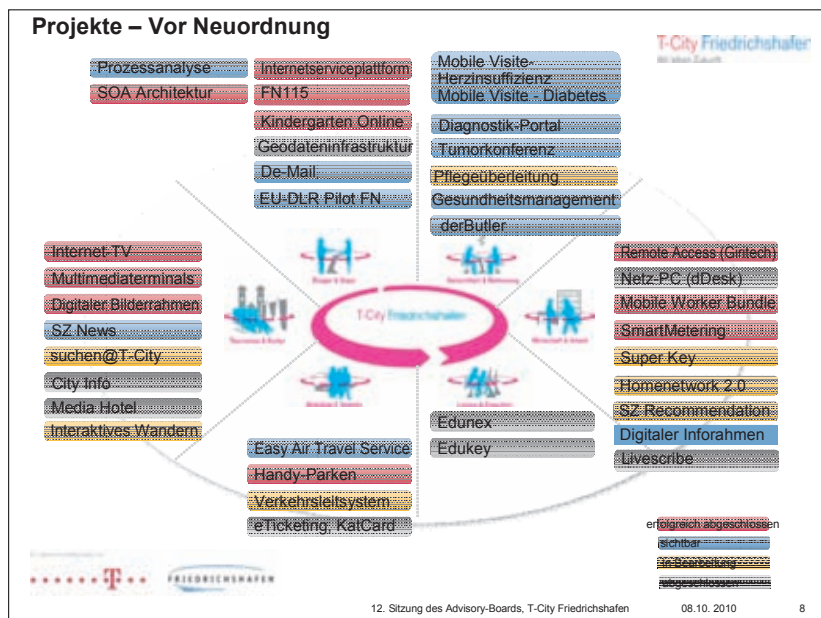 Projekte – Vor Neuordnung
T-City Friedrichshafen
Prozessanalyse
SOA Architektur
Internetserviceplattform
FN115
Kindergarten Online
Geodateninfrastruktur
De-Mail
EU-DLR Pilot FN
Mobile Visite-
Herzinsuffizienz
Mobile Visite - Diabetes
Diagnostik-Portal
Tumorkonferenz
Pflegeüberleitung
Gesundheitsmanagement
derButler
Internet-TV
Multimediaterminals
Digitaler Bilderrahmen
SZ News
suchen@T-City
City Info
Media Hotel
Interaktives Wandern
T-City Friedrichshafen
Remote Access (Giritech)
Netz-PC (dDesk)
Mobile Worker Bundle
SmartMetering
Super Key
Homenetwork 2.0
SZ Recommendation
Digitaler Inforahmen
Livescribe
Easy Air Travel Service
Handy-Parken
Verkehrsleitsystem
eTicketing, KatCard
Edunex
Edukey
erfolgreich abgeschlossen
sichtbar
in Bearbeitung
abgeschlossen
T
FRIEDRICHSHAFEN
12. Sitzung des Advisory-Boards, T-City Friedrichshafen
08.10. 2010
8